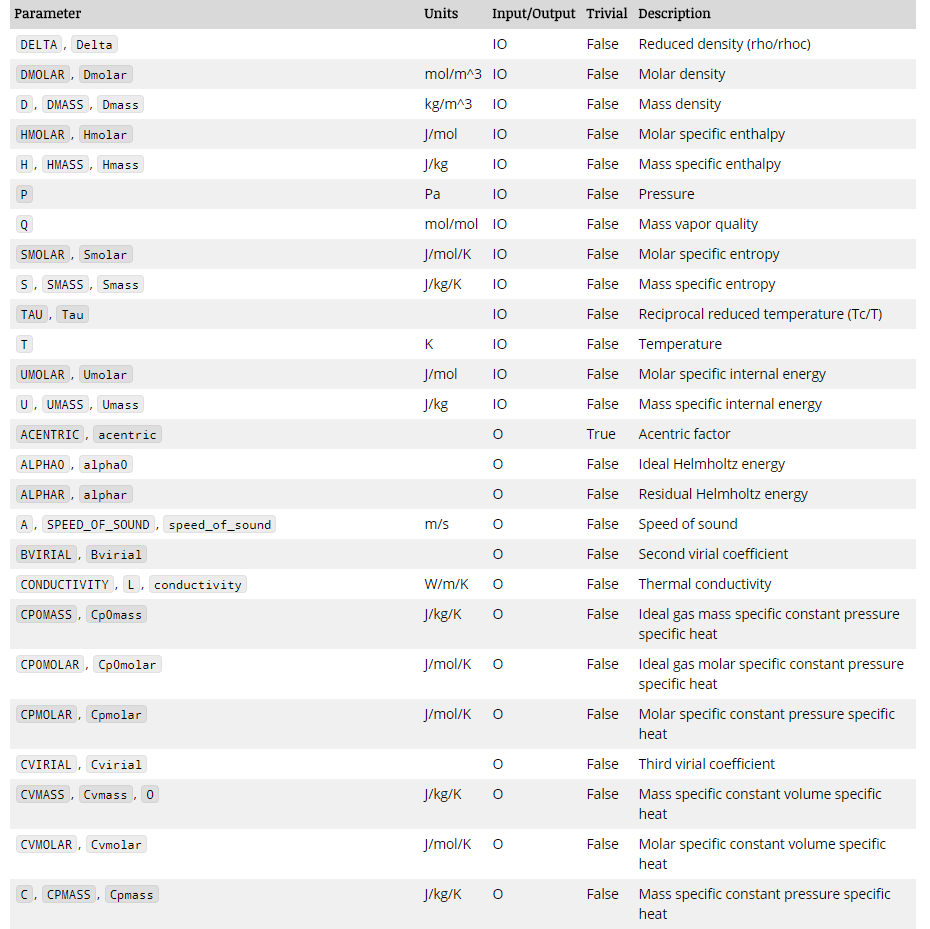 Parameter Units Input/Output Trivial Description
DELTA, Delta IO False Reduced density (rho/rhoc)
DMOLAR, Dmolar mol/m^3 IO False Molar density
D, DMASS, Dmass kg/m^3 IO False Mass density
HMOLAR, Hmolar J/mol IO False Molar specific enthalpy
H, HMASS, Hmass J/kg IO False Mass specific enthalpy
P Pa IO False Pressure
Q mol/mol IO False Mass vapor quality
SMOLAR, Smolar J/mol/K IO False Molar specific entropy
S, SMASS, Smass J/kg/K IO False Mass specific entropy
TAU, Tau IO False Reciprocal reduced temperature (Tc/T)
T K IO False Temperature
UMOLAR, Umolar J/mol IO False Molar specific internal energy
U, UMASS, Umass J/kg IO False Mass specific internal energy
ACENTRIC, acentric O True Acentric factor
ALPHA0, alpha0 O False Ideal Helmholtz energy
ALPHAR, alphar O False Residual Helmholtz energy
A, SPEED_OF_SOUND, speed_of_sound m/s O False Speed of sound
BVIRIAL, Bvirial O False Second virial coefficient
CONDUCTIVITY, L, conductivity W/m/K O False Thermal conductivity
CP0MASS, Cp0mass J/kg/K O False Ideal gas mass specific constant pressure
specific heat
CP0MOLAR, Cp0molar J/mol/K O False Ideal gas molar specific constant pressure
specific heat
CPMOLAR, Cpmolar J/mol/K O False Molar specific constant pressure specific
heat
CVIRIAL, Cvirial O False Third virial coefficient
CVMASS, Cvmass, O J/kg/K O False Mass specific constant volume specific
heat
CVMOLAR, Cvmolar J/mol/K O False Molar specific constant volume specific
heat
C, CPMASS, Cpmass J/kg/K O False Mass specific constant pressure specific
heat